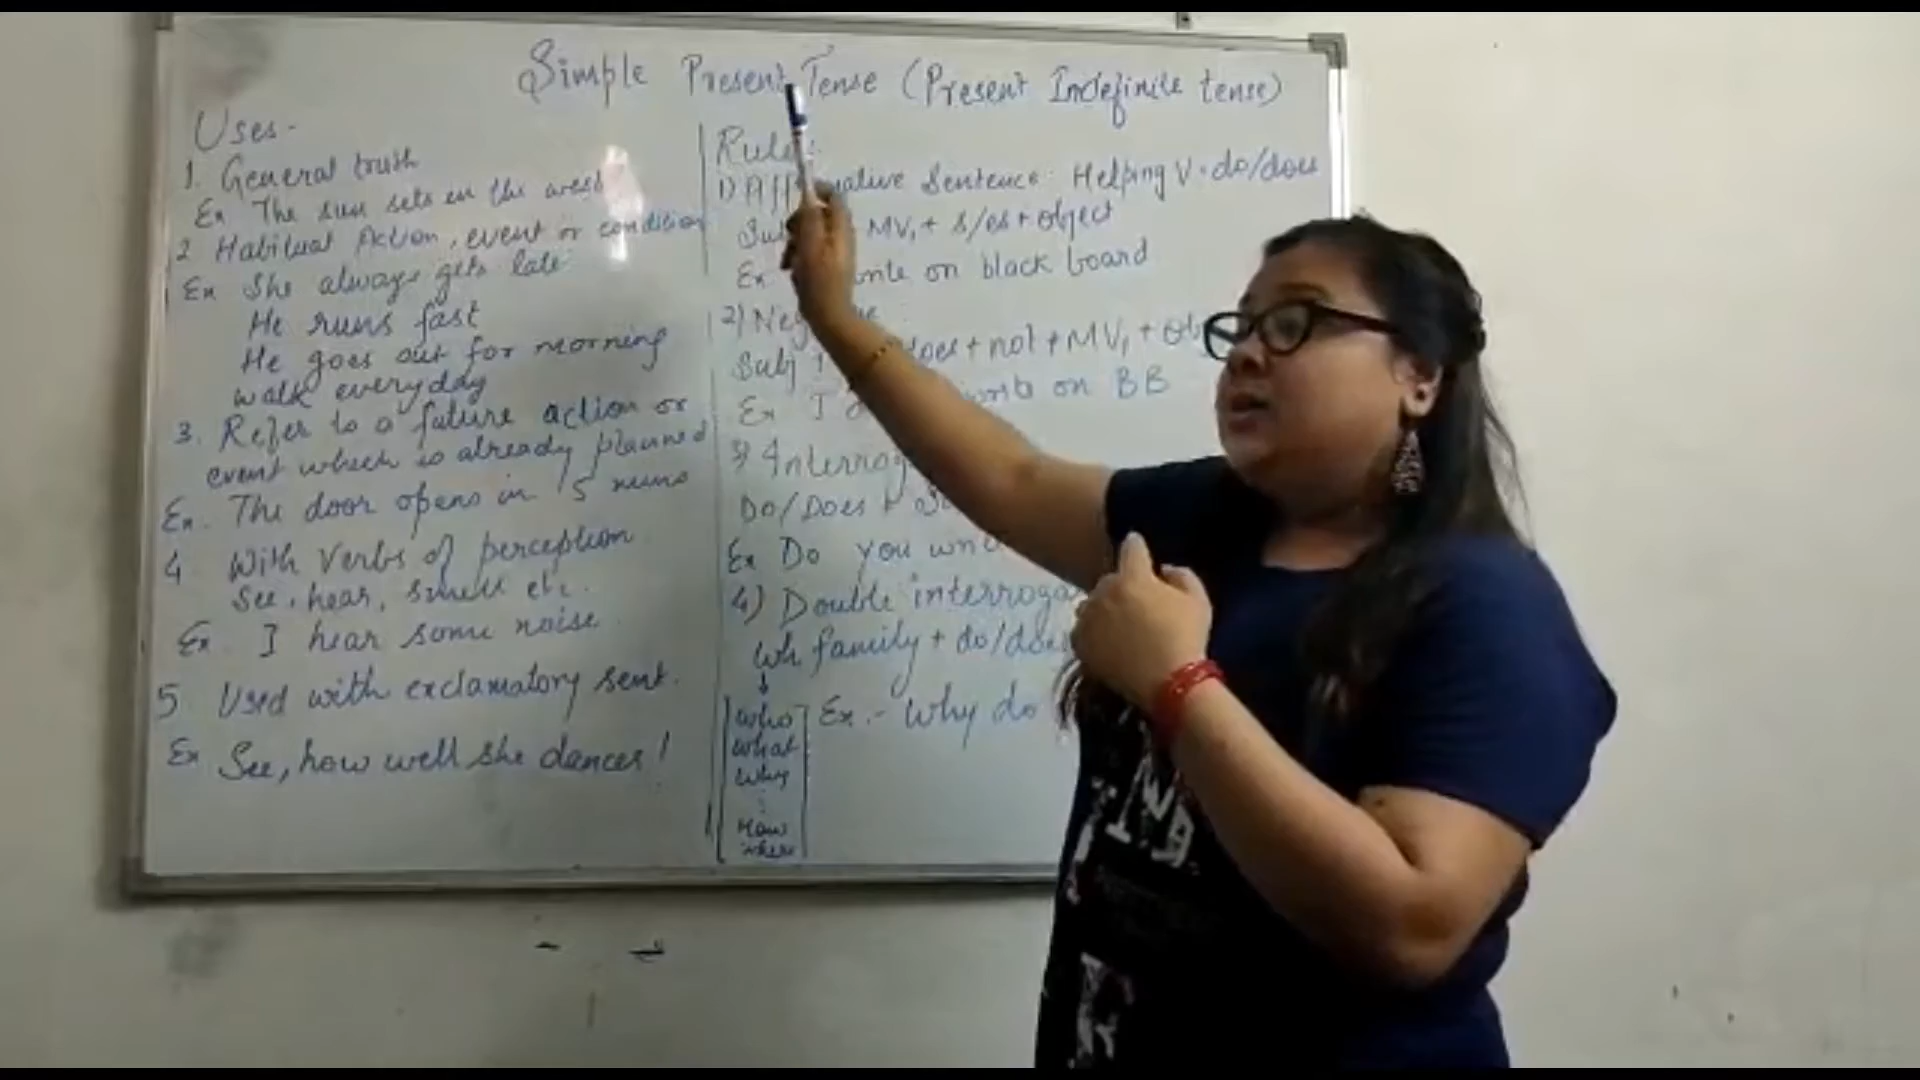 Simple Present Tense (Present Indefinite tense)
Uses-
1. General truth
Ex The sun sets in the west
2 Habitual Action, event or condition
Ex She always gets late
He runs fast
He goes out for morning
walk everyday
3. Refer to a future action or
event which is already planned
Ex. The door opens in 5 mins
4 With Verbs of perception
See, hear, smell etc.
Ex. I hear some noise
5 Used with exclamatory sent.
Ex See, how well she dances!
Rule
1) Sentence Helping V. do/does
MV1 + s/es + object
Ex on black board
2)
Subj + does + not + MV1 +
Ex I on BB
3)
Do/Does +
Ex Do you
4) Double
Wh family + do/does
↓
who
what
why
:
How
where
Ex.- Why do